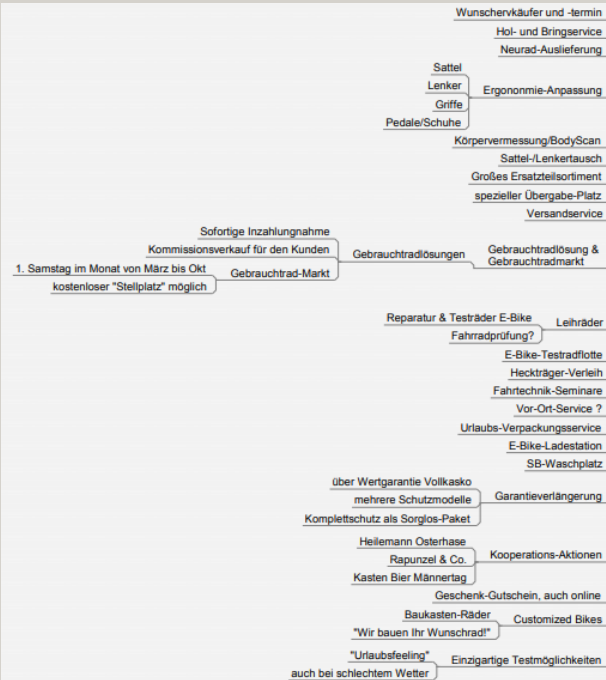 Wunschervkäufer und -termin
Hol- und Bringservice
Neurad-Auslieferung
Sattel
Lenker
Griffe
Pedale/Schuhe
Ergononmie-Anpassung
Körpervermessung/BodyScan
Sattel-/Lenkertausch
Großes Ersatzteilsortiment
spezieller Übergabe-Platz
Versandservice
Sofortige Inzahlungnahme
Kommissionsverkauf für den Kunden
1. Samstag im Monat von März bis Okt
kostenloser "Stellplatz" möglich
Gebrauchtrad-Markt
Gebrauchtradlösungen
Gebrauchtradlösung &
Gebrauchtradmarkt
Reparatur & Testräder E-Bike
Fahrradprüfung?
Leihräder
E-Bike-Testradflotte
Heckträger-Verleih
Fahrtechnik-Seminare
Vor-Ort-Service ?
Urlaubs-Verpackungsservice
E-Bike-Ladestation
SB-Waschplatz
über Wertgarantie Vollkasko
mehrere Schutzmodelle
Komplettschutz als Sorglos-Paket
Garantieverlängerung
Heilemann Osterhase
Rapunzel & Co.
Kasten Bier Männertag
Kooperations-Aktionen
Geschenk-Gutschein, auch online
Baukasten-Räder
"Wir bauen Ihr Wunschrad!"
Customized Bikes
"Urlaubsfeeling"
auch bei schlechtem Wetter
Einzigartige Testmöglichkeiten